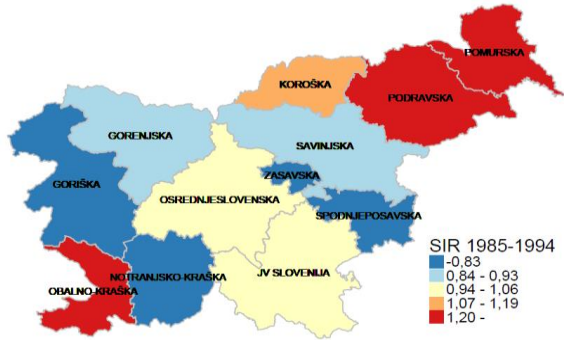 POMURSKA
KOROŠKA
PODRAVSKA
GORENJSKA
SAVINJSKA
ZASAVSKA
GORIŠKA
OSREDNJESLOVENSKA
SPODNJEPOSAVSKA
NOTRANJSKO-KRAŠKA
JV SLOVENIJA
OBALNO-KRAŠKA
SIR 1985-1994
-0,83
0,84 - 0,93
0,94 - 1,06
1,07 - 1,19
1,20 -